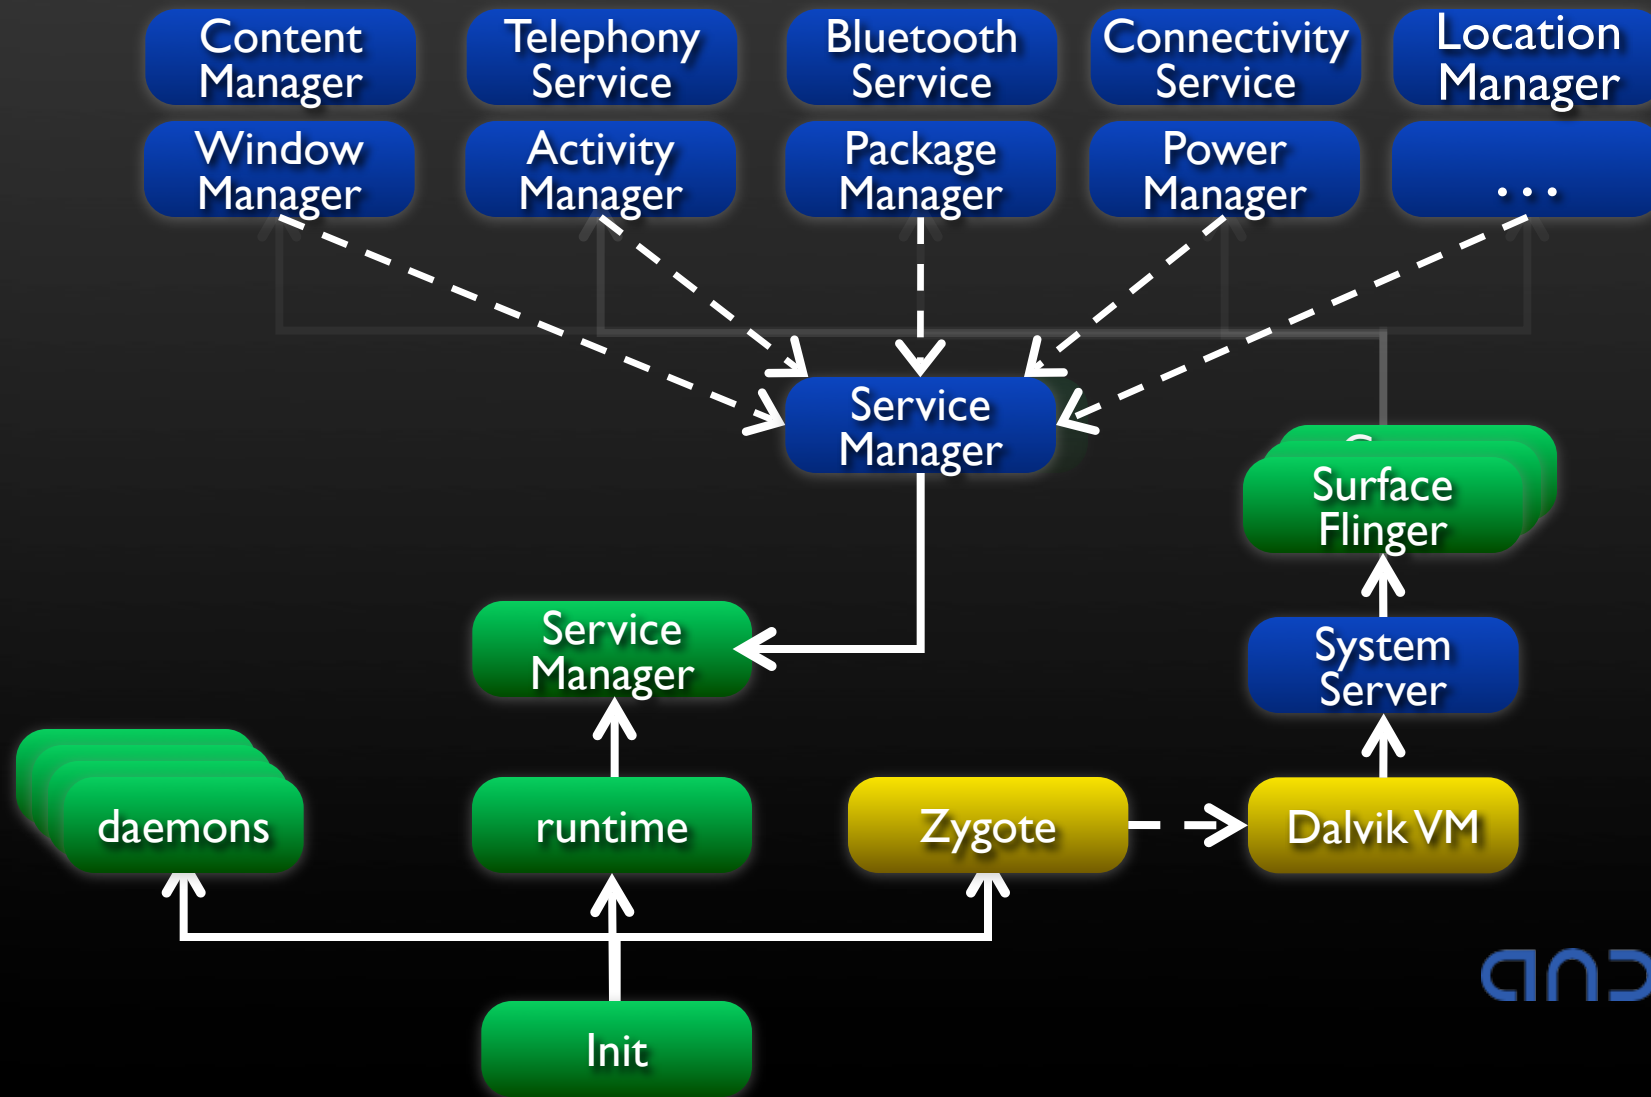 Content
Manager
Telephony
Service
Bluetooth
Service
Connectivity
Service
Location
Manager
Window
Manager
Activity
Manager
Package
Manager
Power
Manager
...
Service
Manager
Surface
Flinger
Service
Manager
System
Server
daemons
runtime
Zygote
Dalvik VM
Init